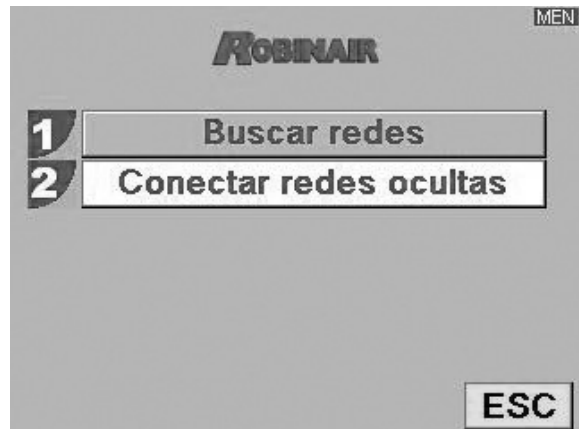 MEN
ROBINAIR
1 Buscar redes
2 Conectar redes ocultas
ESC